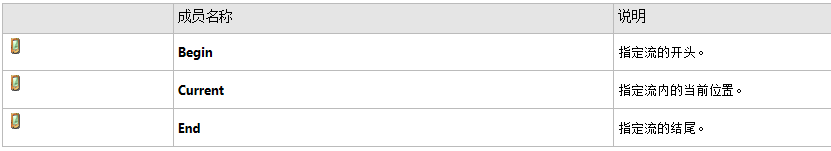 成员名称 说明
Begin 指定流的开头。
Current 指定流内的当前位置。
End 指定流的结尾。